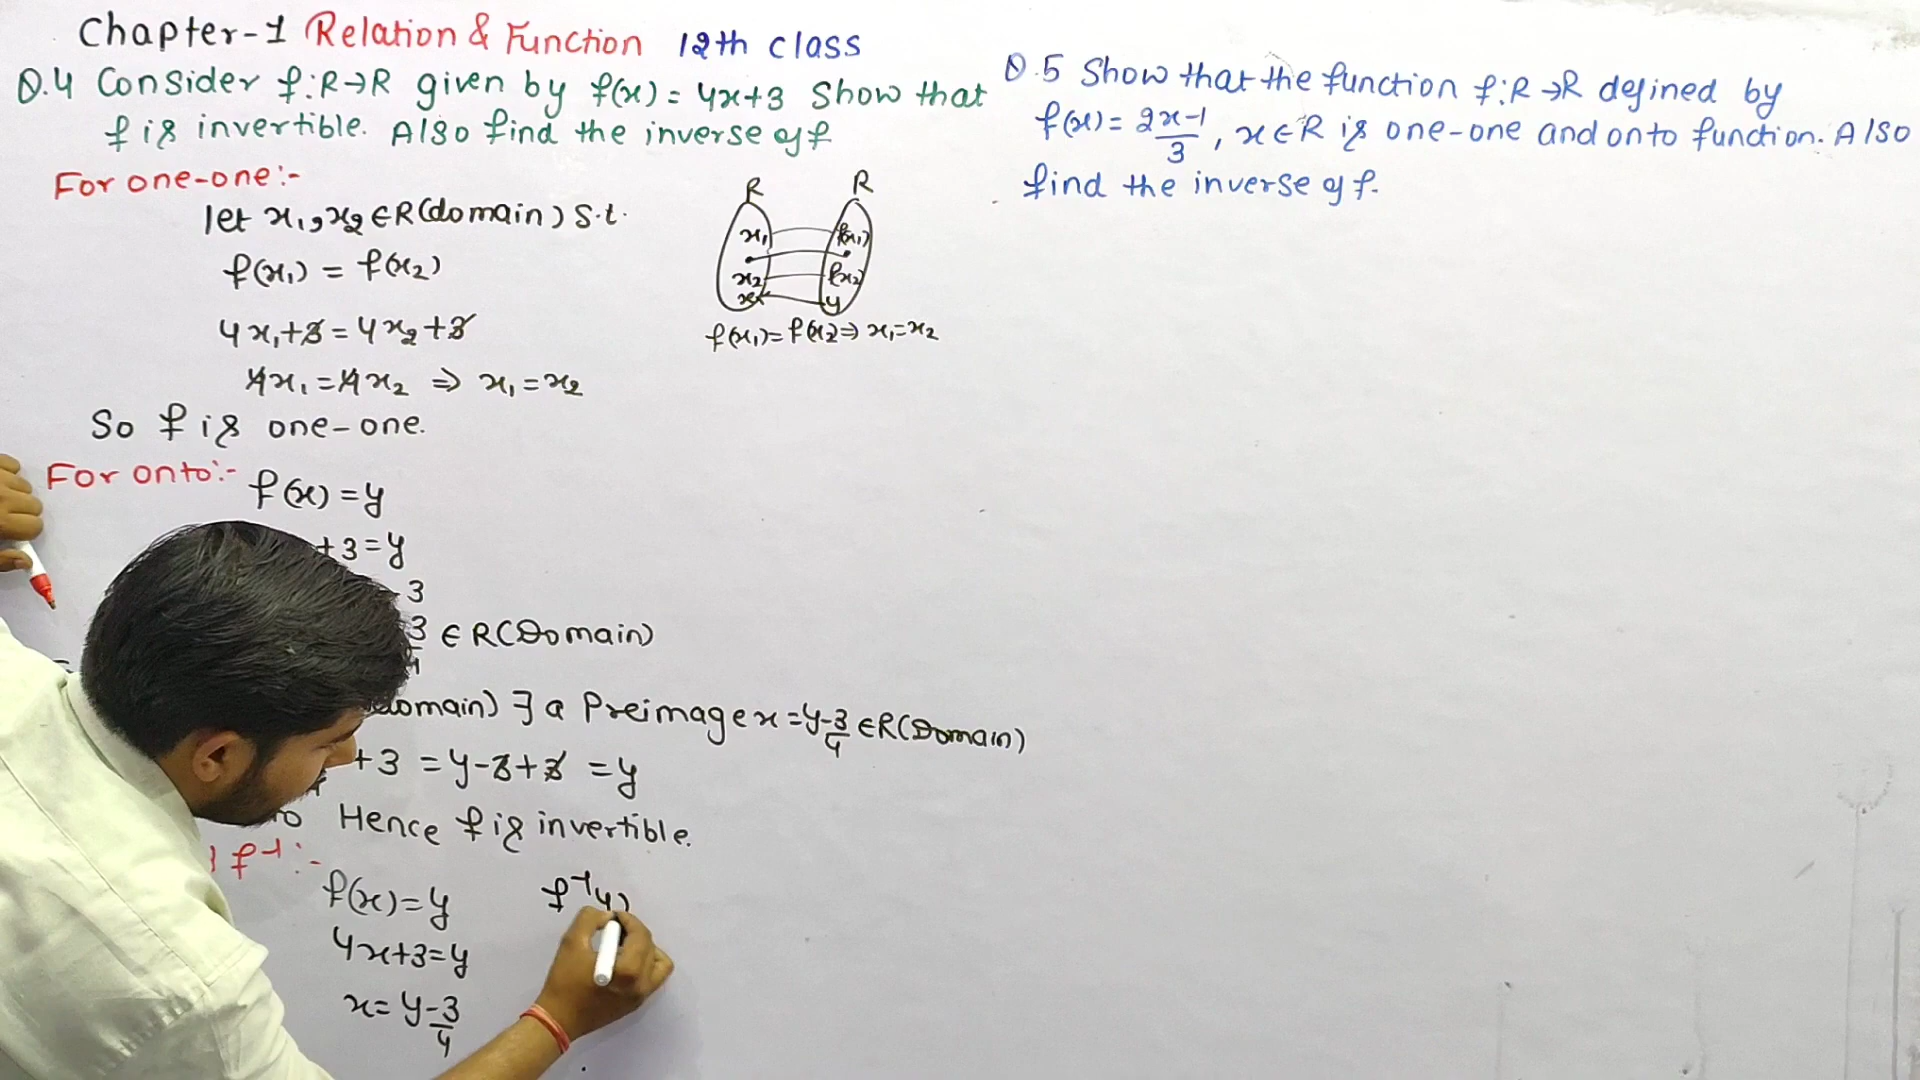 Chapter-1 Relation & Function 12th class
Q.4 Consider f:R→R given by f(x) = 4x+3 Show that
f is invertible. Also find the inverse of f
For one-one:-
let x₁,x₂ ∈ R(domain) s.t.
f(x₁) = f(x₂)
4x₁+3 = 4x₂+3
4x₁ = 4x₂ ⇒ x₁ = x₂
So f is one-one.
R R
x₁ f(x₁)
x₂ f(x₂)
x y
f(x₁) = f(x₂) ⇒ x₁ = x₂
For onto:- f(x) = y
+3 = y
3
3/4 ∈ R(Domain)
domain) ∃ a Preimage x = y-3/4 ∈ R(Domain)
+3 = y-3+3 = y
Hence f is invertible.
f⁻¹:-
f(x) = y f⁻¹(y)
4x+3 = y
x = y-3/4
Q.5 Show that the function f:R→R defined by
f(x) = 2x-1/3, x∈R is one-one and onto function. Also
find the inverse of f.